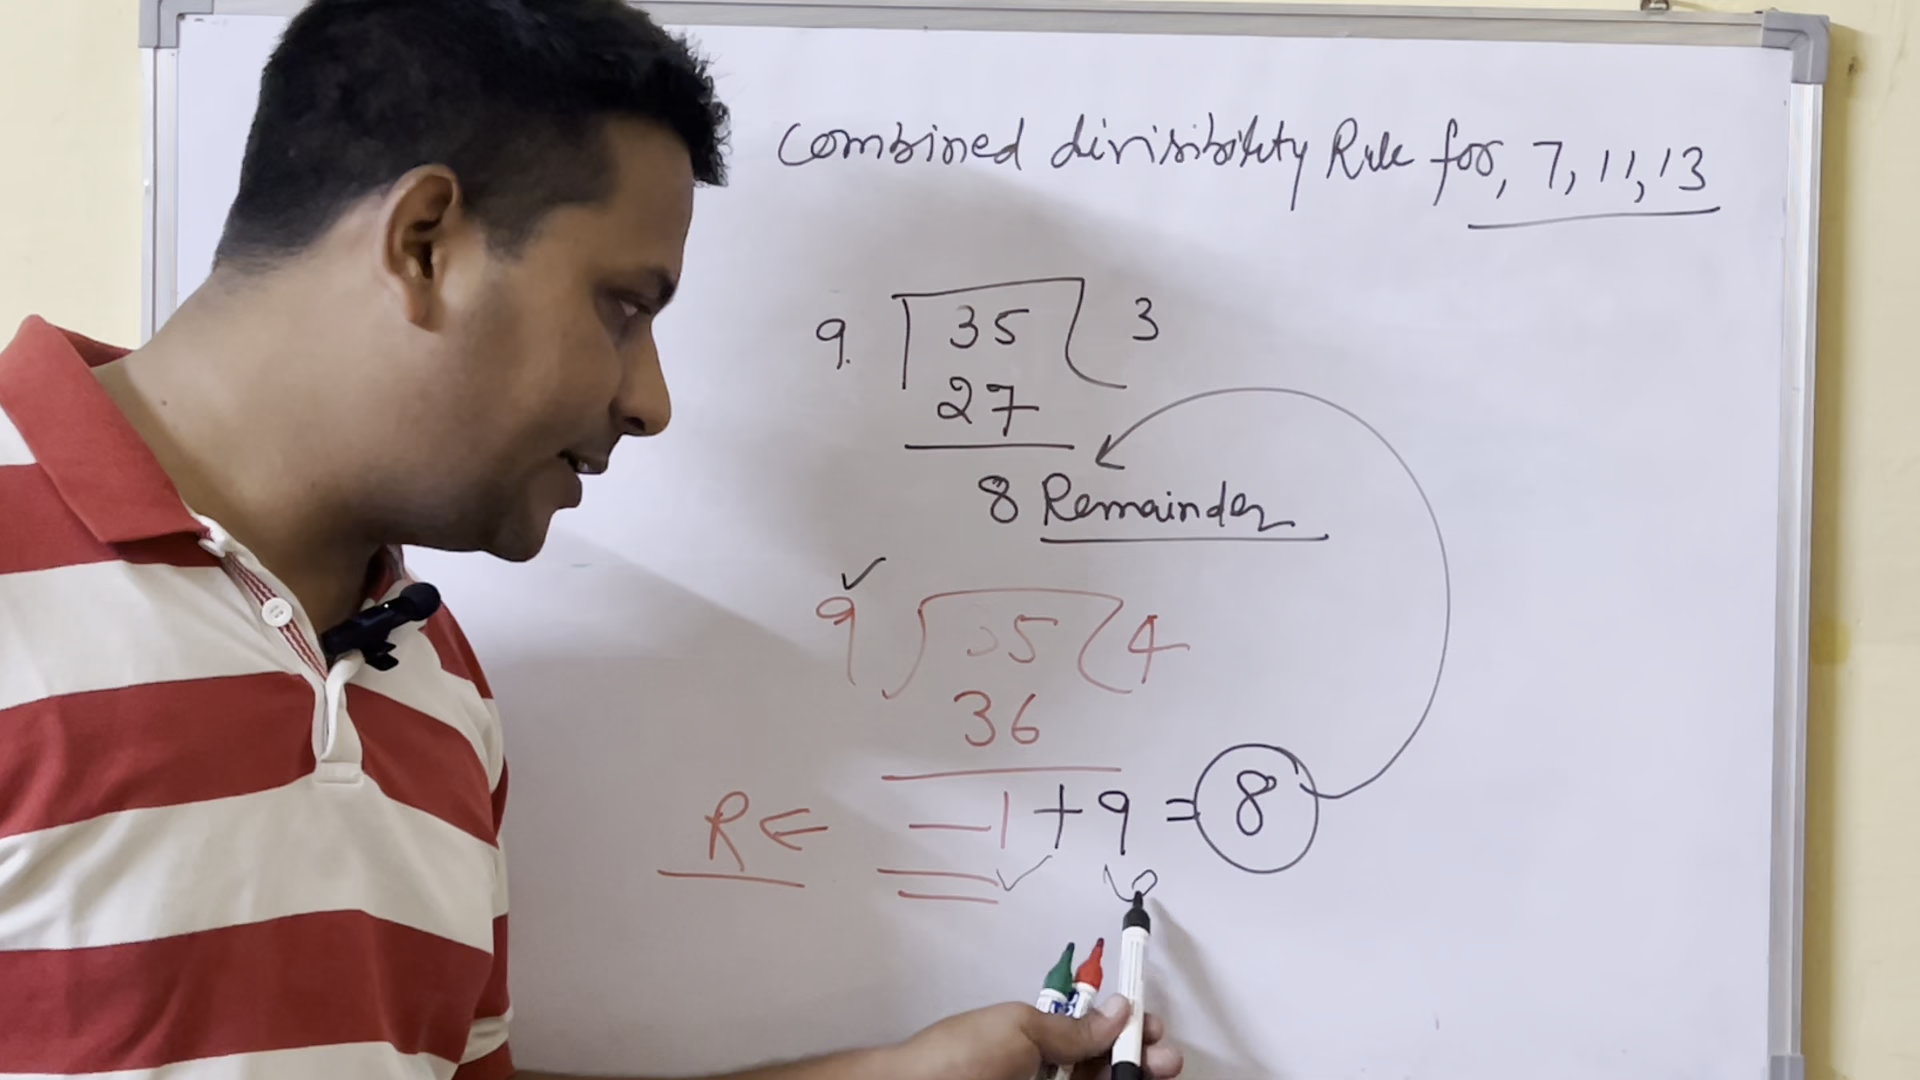 Combined divisibility Rule for, 7, 11, 13
9 35 3
27
8 Remainder
9 35 4
36
R ← -1 + 9 = 8